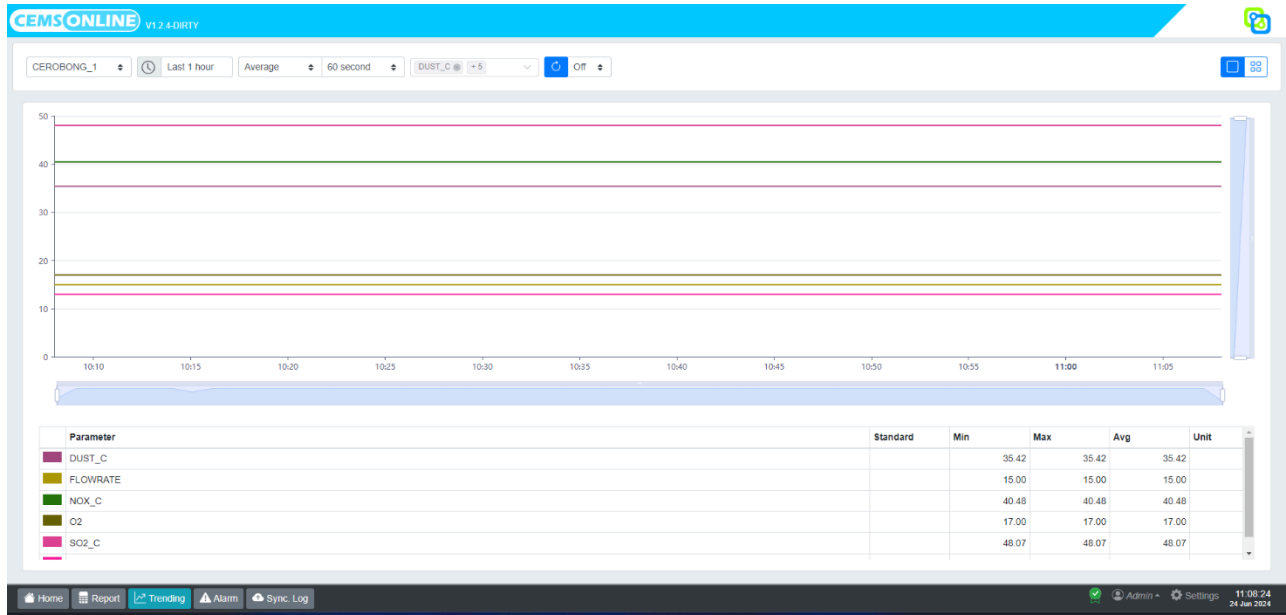 CEMS ONLINE V1.2.4-DIRTY
CEROBONG_1 Last 1 hour Average 60 second DUST_C + 5 Off
50
40
30
20
10
0
10:10 10:15 10:20 10:25 10:30 10:35 10:40 10:45 10:50 10:55 11:00 11:05
Parameter Standard Min Max Avg Unit
DUST_C 35.42 35.42 35.42
FLOWRATE 15.00 15.00 15.00
NOX_C 40.48 40.48 40.48
O2 17.00 17.00 17.00
SO2_C 48.07 48.07 48.07
Home Report Trending Alarm Sync. Log Admin Settings 11:08:24
24 Jun 2024